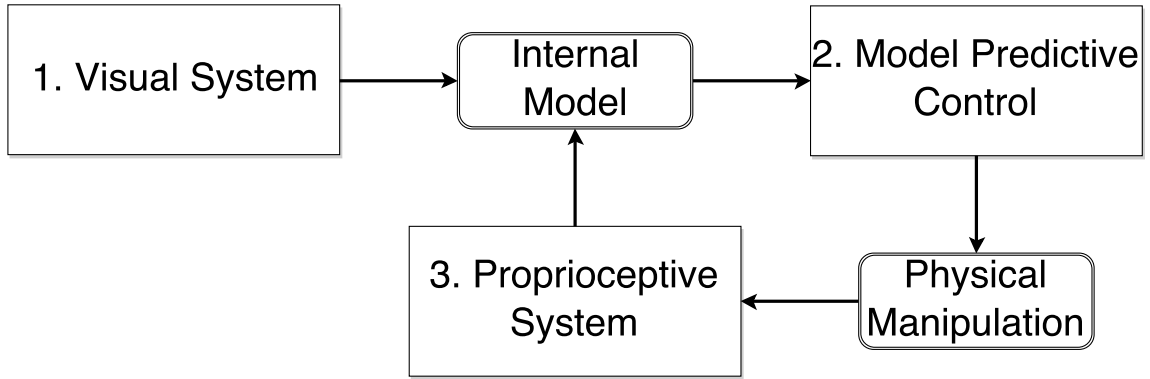 1. Visual System
Internal
Model
2. Model Predictive
Control
3. Proprioceptive
System
Physical
Manipulation